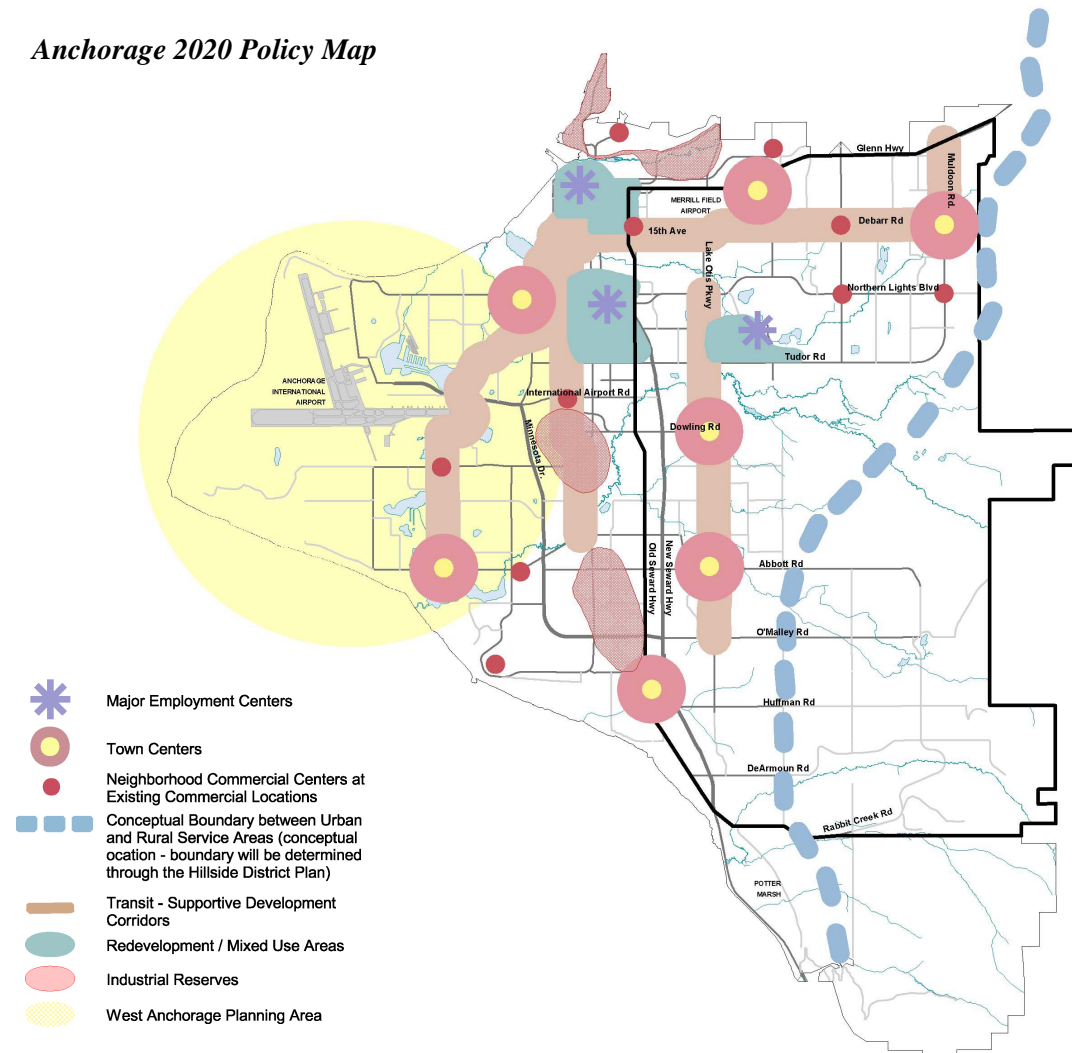 Anchorage 2020 Policy Map
Glenn Hwy
Muldoon Rd.
MERRILL FIELD
AIRPORT
Debarr Rd
15th Ave
Lake Otis Pkwy
Northern Lights Blvd
Tudor Rd
ANCHORAGE
INTERNATIONAL
AIRPORT
International Airport Rd
Minnesota Dr.
Dowling Rd
Old Seward Hwy
New Seward Hwy
Abbott Rd
O'Malley Rd
Huffman Rd
DeArmoun Rd
Rabbit Creek Rd
POTTER
MARSH
Major Employment Centers
Town Centers
Neighborhood Commercial Centers at
Existing Commercial Locations
Conceptual Boundary between Urban
and Rural Service Areas (conceptual
ocation - boundary will be determined
through the Hillside District Plan)
Transit - Supportive Development
Corridors
Redevelopment / Mixed Use Areas
Industrial Reserves
West Anchorage Planning Area